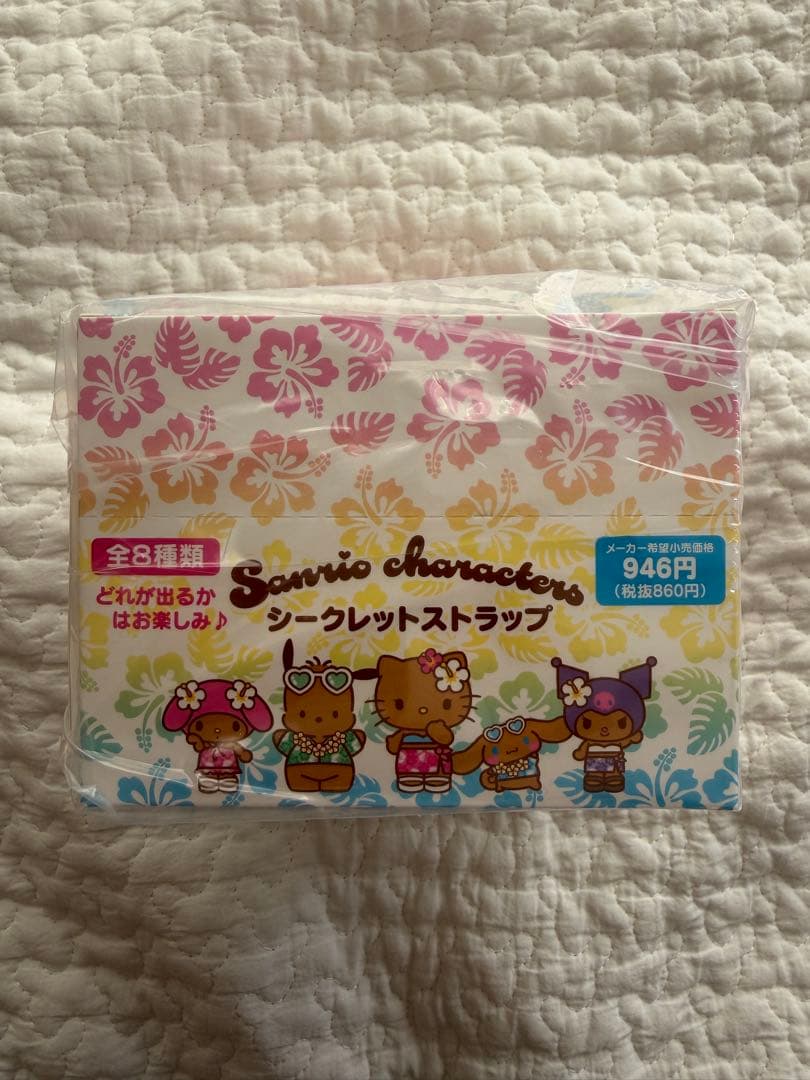 全8種類
どれが出るか
はお楽しみ♪
Sanrio characters
シークレットストラップ
メーカー希望小売価格
946円
(税抜860円)